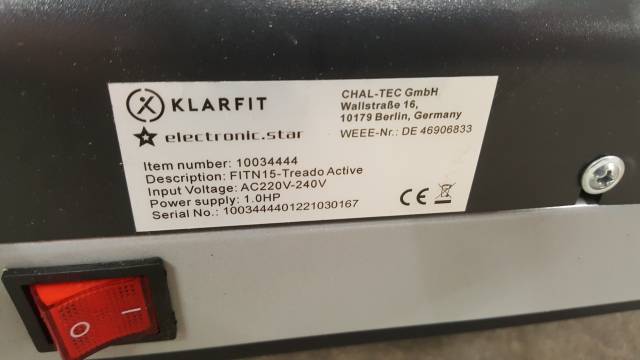 KLARFIT
electronic.star
CHAL-TEC GmbH
Wallstraße 16,
10179 Berlin, Germany
WEEE-Nr.: DE 46906833
Item number: 10034444
Description: FITN15-Treado Active
Input Voltage: AC220V-240V
Power supply: 1.0HP
Serial No.: 1003444401221030167
CE